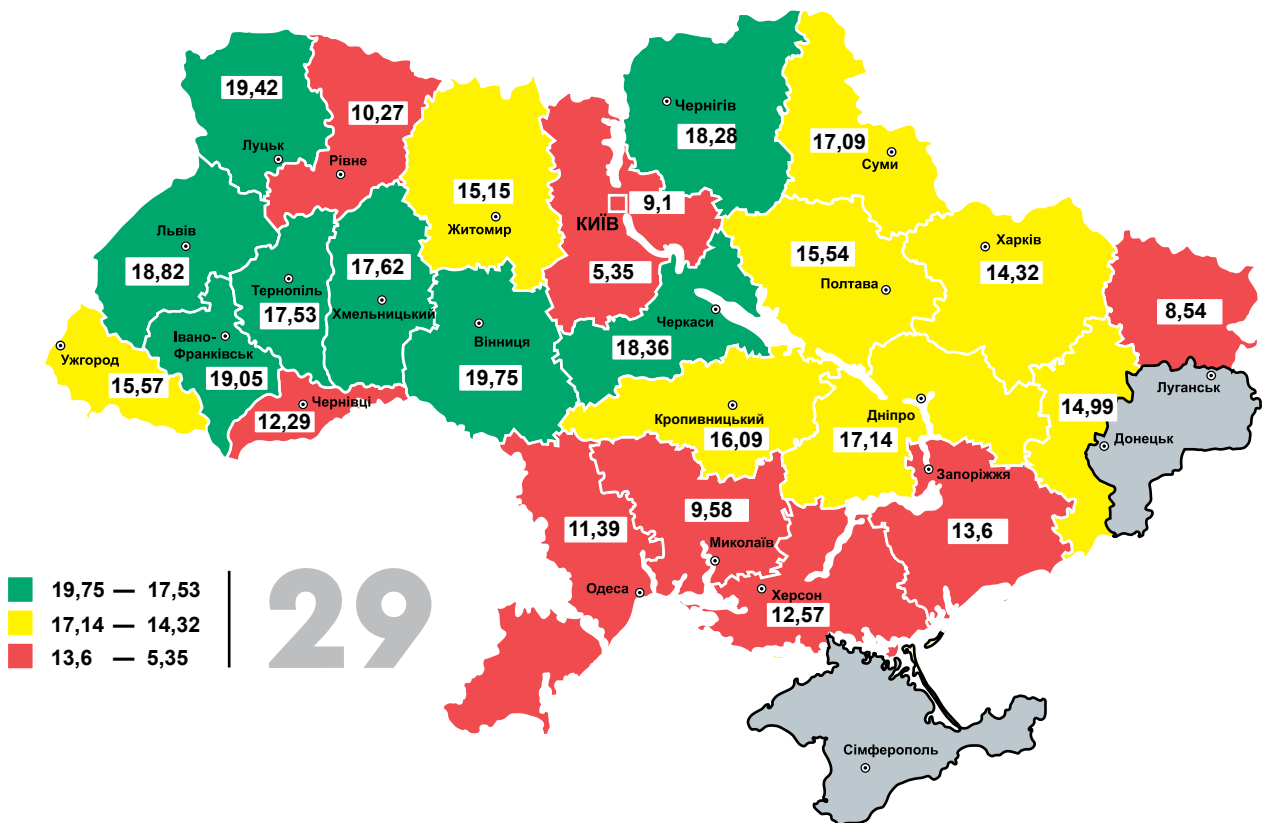 19,42
Луцьк
10,27
Рівне
15,15
Житомир
Чернігів
18,28
17,09
Суми
КИЇВ
9,1
5,35
Львів
18,82
Тернопіль
17,53
17,62
Хмельницький
Вінниця
19,75
Черкаси
18,36
15,54
Полтава
Харків
14,32
8,54
Луганськ
Ужгород
15,57
Івано-
Франківськ
19,05
Чернівці
12,29
Кропивницький
16,09
Дніпро
17,14
14,99
Донецьк
Запоріжжя
13,6
11,39
Одеса
9,58
Миколаїв
Херсон
12,57
Сімферополь
19,75 — 17,53
17,14 — 14,32
13,6 — 5,35
29